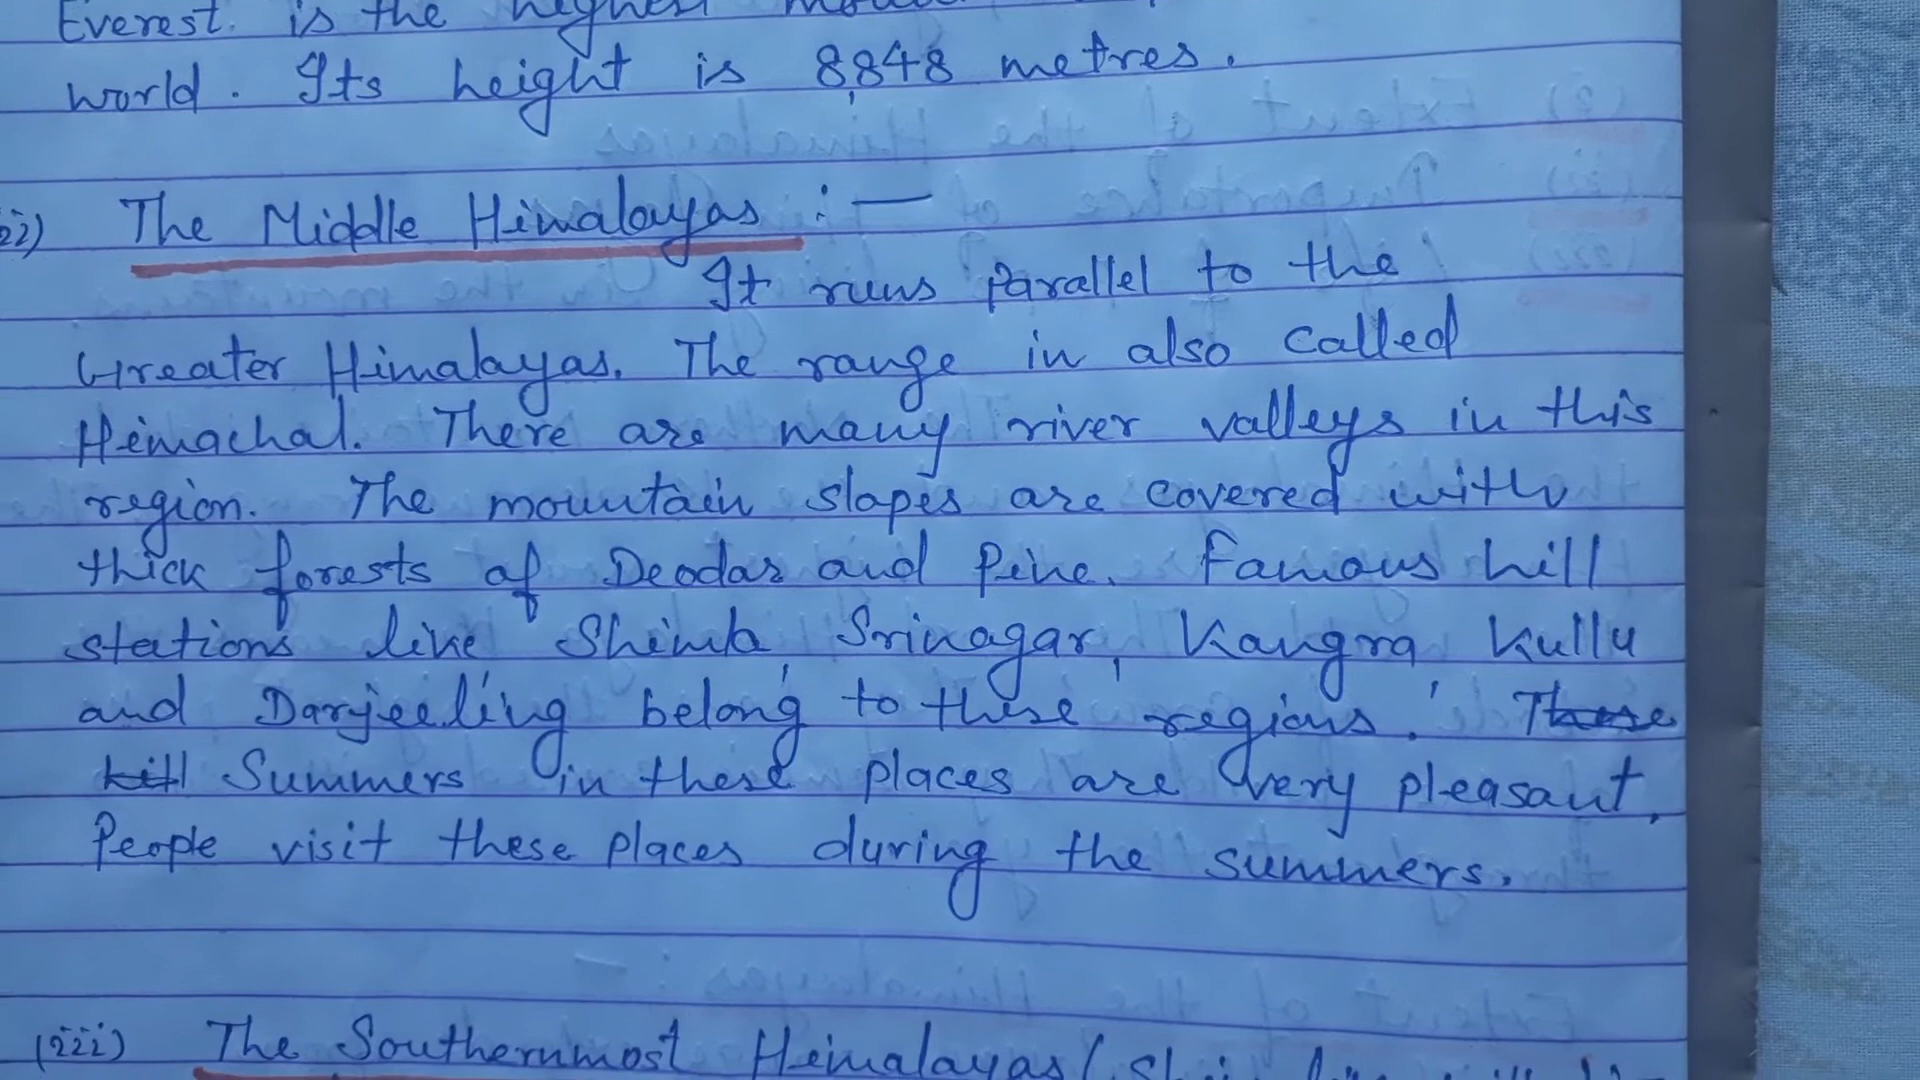 Everest. is the highest
world. Its height is 8,848 metres.
ii) The Middle Himalayas :-
It runs parallel to the
Greater Himalayas. The range in also called
Himachal. There are many river valleys in this
region. The mountain slopes are covered with
thick forests of Deodar and Pine. Famous hill
stations like Shimla, Srinagar, Kangra, Kullu
and Darjeeling belong to these regions. These
hill Summers in these places are very pleasant.
People visit these places during the summers.
(iii) The Southernmost Himalayas (